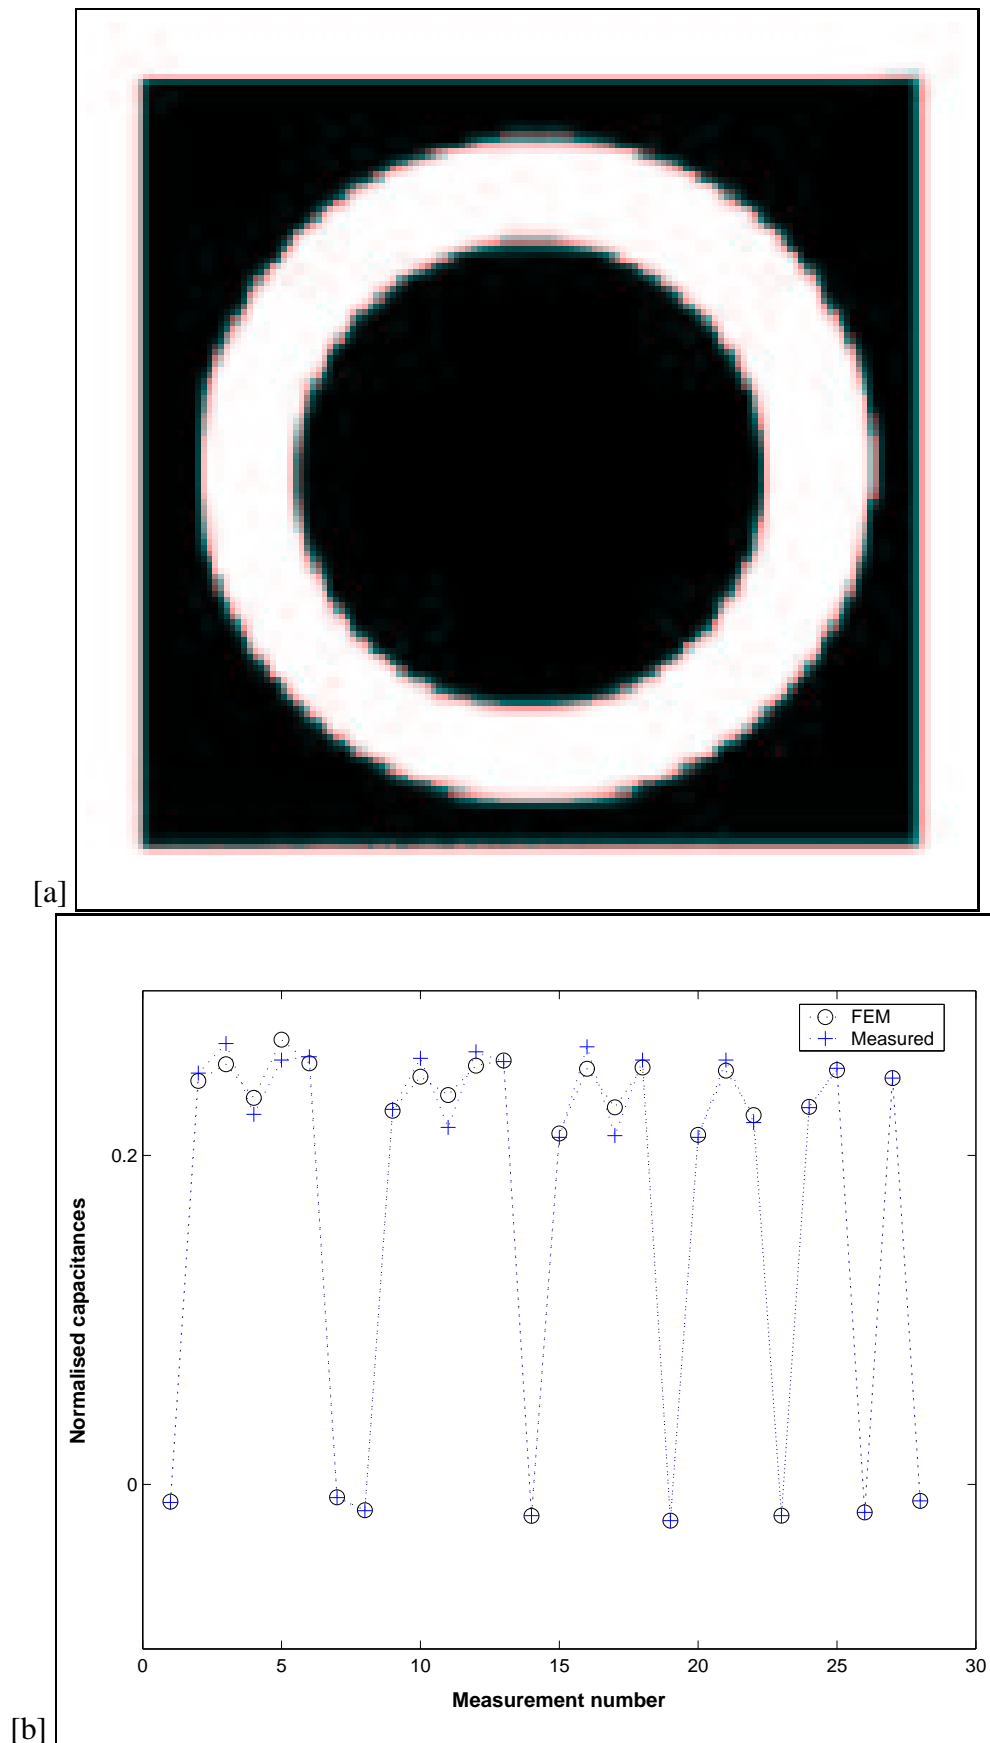 [a]
FEM
Measured
0.2
0
Normalised capacitances
0 5 10 15 20 25 30
Measurement number
[b]